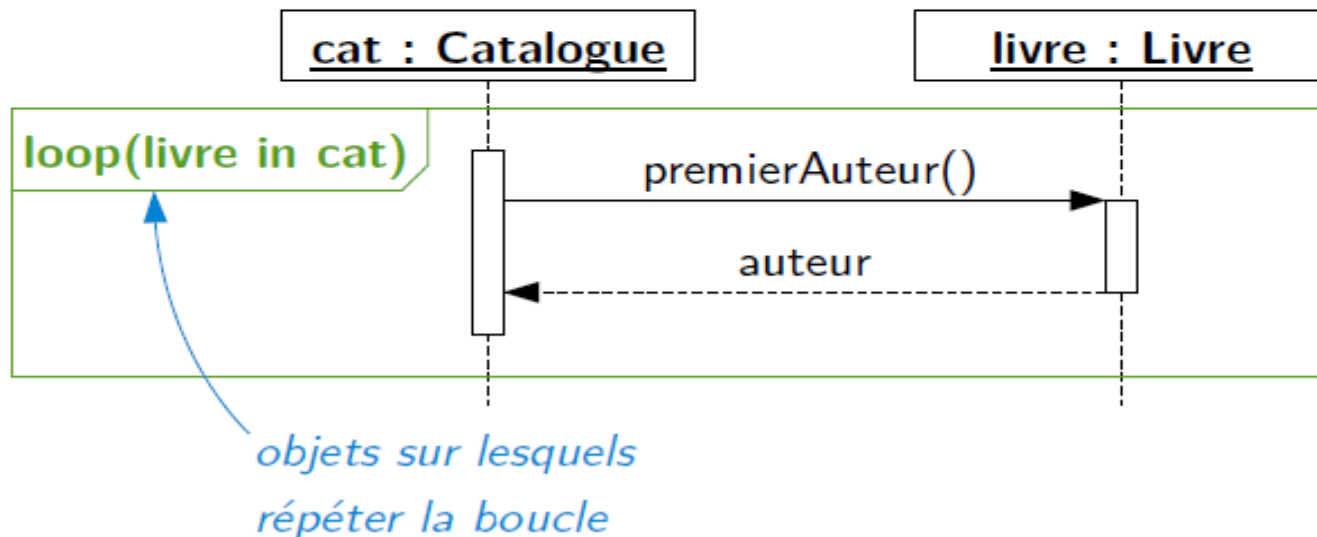 cat : Catalogue
livre : Livre
loop(livre in cat)
premierAuteur()
auteur
objets sur lesquels
répéter la boucle